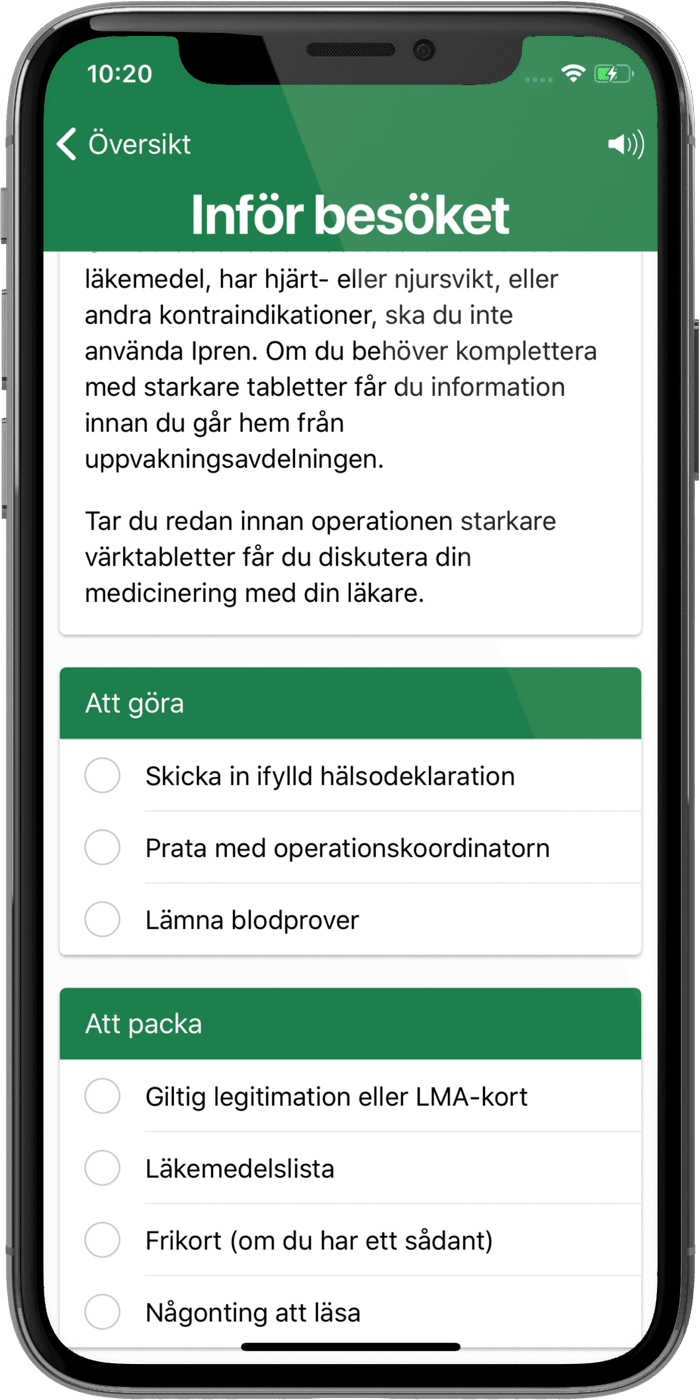 10:20
Översikt
Inför besöket
läkemedel, har hjärt- eller njursvikt, eller
andra kontraindikationer, ska du inte
använda Ipren. Om du behöver komplettera
med starkare tabletter får du information
innan du går hem från
uppvakningsavdelningen.
Tar du redan innan operationen starkare
värktabletter får du diskutera din
medicinering med din läkare.
Att göra
Skicka in ifylld hälsodeklaration
Prata med operationskoordinatorn
Lämna blodprover
Att packa
Giltig legitimation eller LMA-kort
Läkemedelslista
Frikort (om du har ett sådant)
Någonting att läsa